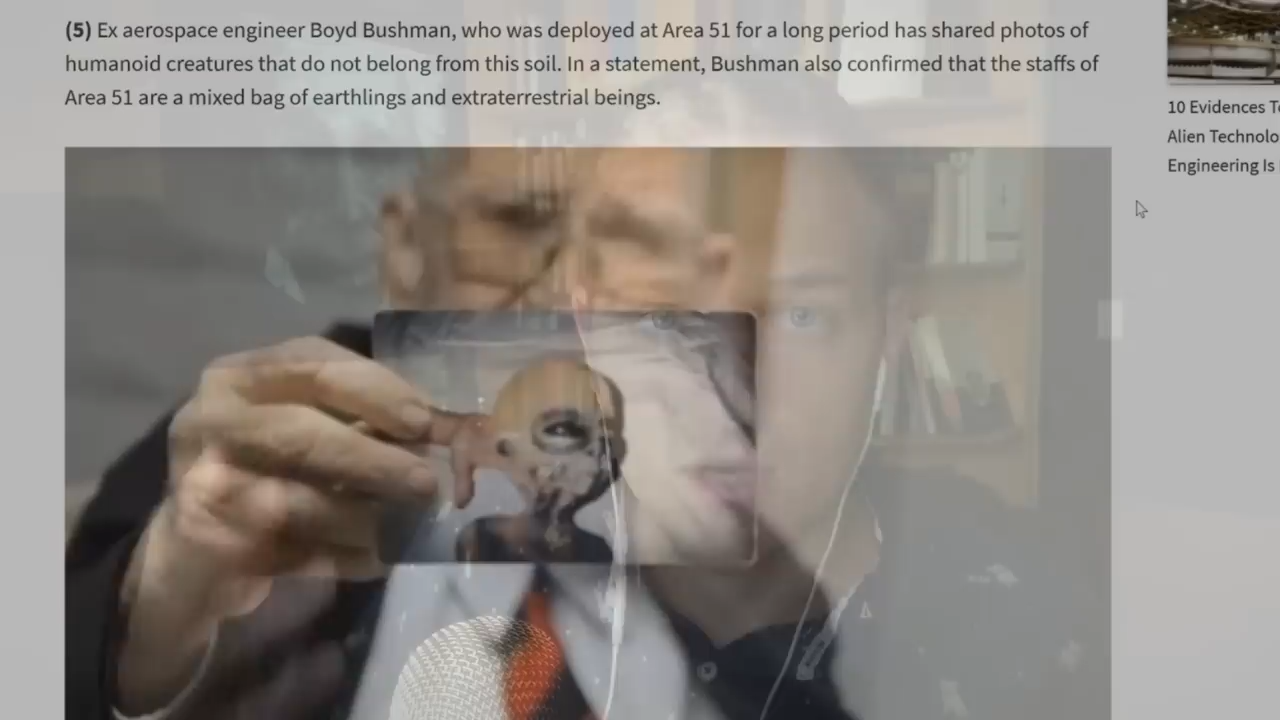 (5) Ex aerospace engineer Boyd Bushman, who was deployed at Area 51 for a long period has shared photos of
humanoid creatures that do not belong from this soil. In a statement, Bushman also confirmed that the staffs of
Area 51 are a mixed bag of earthlings and extraterrestrial beings.
10 Evidences
Alien
Engineering Is